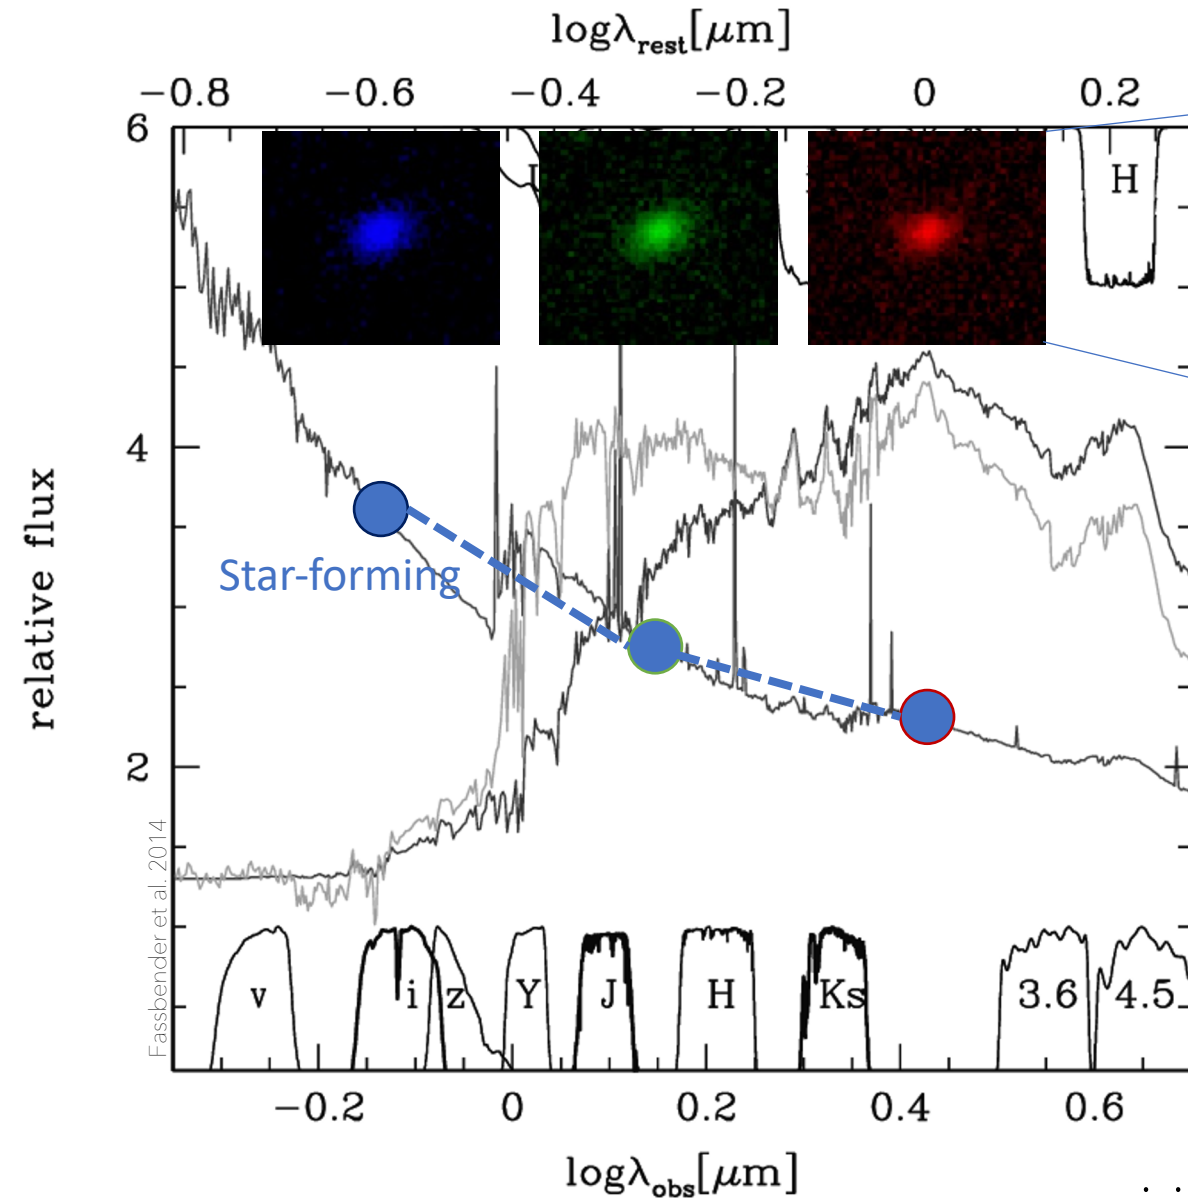 logλrest[μm]
−0.8 −0.6 −0.4 −0.2 0 0.2
6
H
4
relative flux
Star-forming
2
Fassbender et al. 2014
v i z Y J H Ks 3.6 4.5
−0.2 0 0.2 0.4 0.6
logλobs[μm]
. .